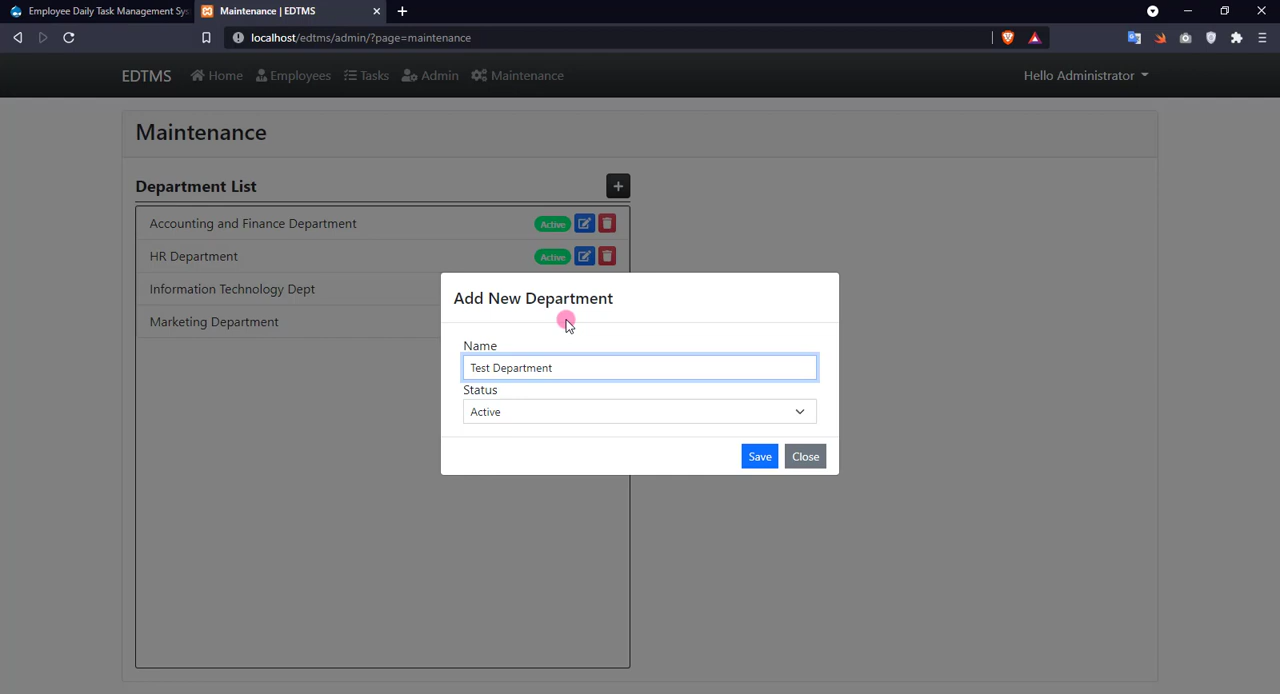 Employee Daily Task Management Sys
Maintenance | EDTMS
localhost/edtms/admin/?page=maintenance
EDTMS Home Employees Tasks Admin Maintenance Hello Administrator
Maintenance
Department List
Accounting and Finance Department Active
HR Department Active
Information Technology Dept
Marketing Department
Add New Department
Name
Test Department
Status
Active
Save Close